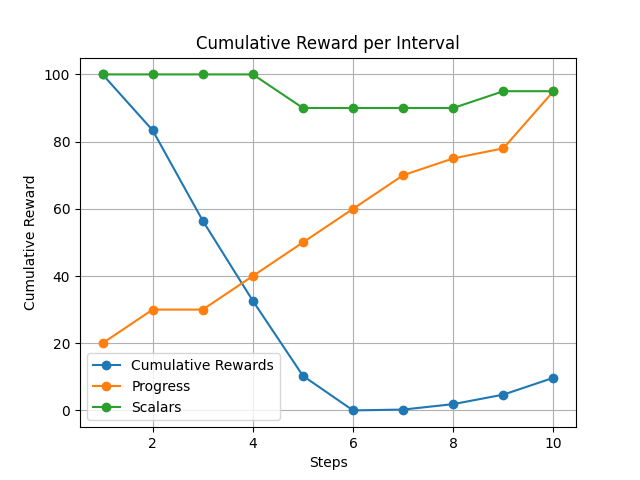 Cumulative Reward per Interval
Cumulative Reward
100
80
60
40
20
0
Cumulative Rewards
Progress
Scalars
2
4
6
8
10
Steps